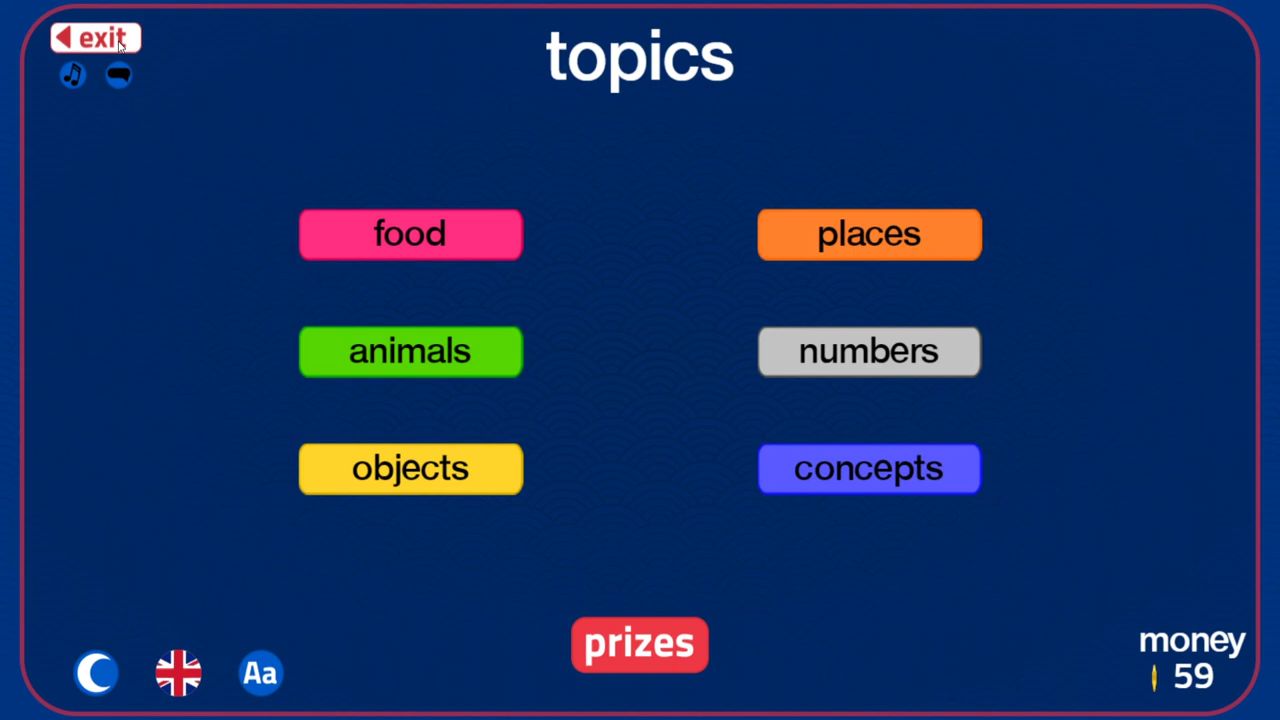 exit
topics
food
places
animals
numbers
objects
concepts
prizes
money
59
Aa